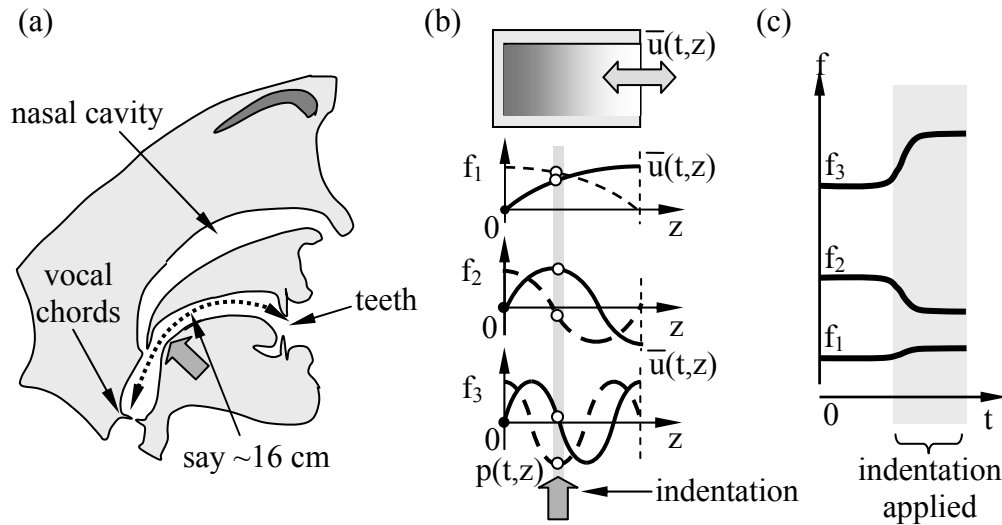 (a)
nasal cavity
vocal
chords
teeth
say ~16 cm
(b)
u̅(t,z)
f₁
u̅(t,z)
0
z
f₂
0
z
u̅(t,z)
f₃
0
z
p(t,z)
indentation
(c)
f
f₃
f₂
f₁
0
t
indentation
applied